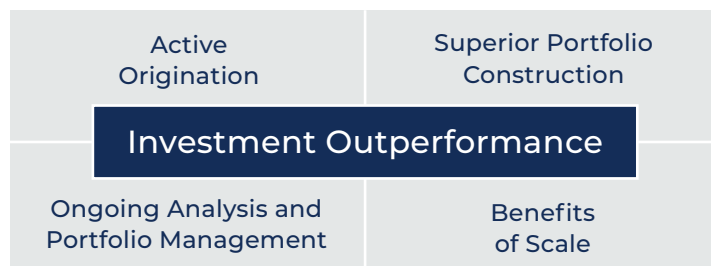 Active
Origination
Superior Portfolio
Construction
Investment Outperformance
Ongoing Analysis and
Portfolio Management
Benefits
of Scale